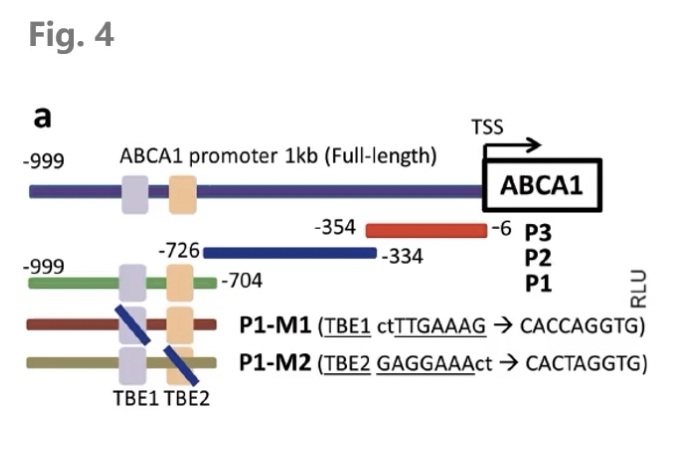 Fig. 4
a
TSS
-999 ABCA1 promoter 1kb (Full-length)
ABCA1
-354 -6 P3
-726 -334 P2
-999 -704 P1
RLU
P1-M1 (TBE1 ctTTGAAAG → CACCAGGTG)
P1-M2 (TBE2 GAGGAAAct → CACTAGGTG)
TBE1 TBE2